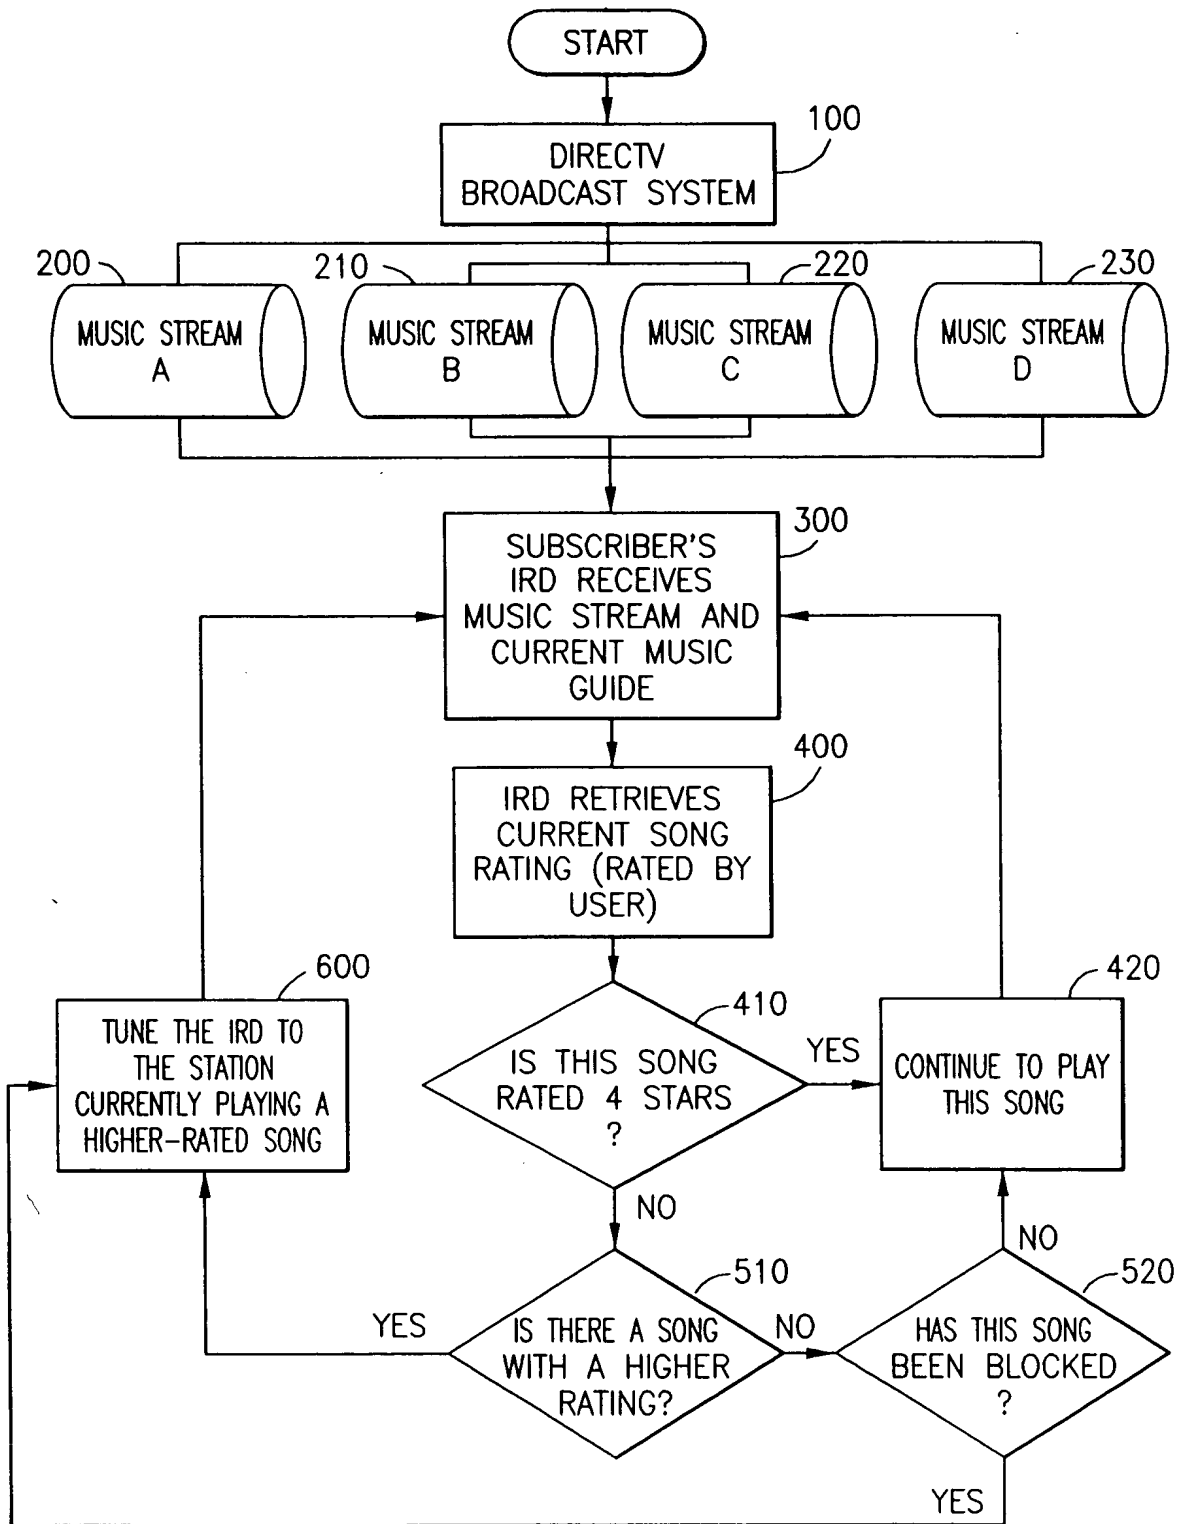 START
100
DIRECTV
BROADCAST SYSTEM
200
210
220
230
MUSIC STREAM
A
MUSIC STREAM
B
MUSIC STREAM
C
MUSIC STREAM
D
300
SUBSCRIBER'S
IRD RECEIVES
MUSIC STREAM AND
CURRENT MUSIC
GUIDE
400
IRD RETRIEVES
CURRENT SONG
RATING (RATED BY
USER)
600
TUNE THE IRD TO
THE STATION
CURRENTLY PLAYING A
HIGHER-RATED SONG
410
IS THIS SONG
RATED 4 STARS
?
YES
420
CONTINUE TO PLAY
THIS SONG
NO
NO
510
YES
IS THERE A SONG
WITH A HIGHER
RATING?
NO
520
HAS THIS SONG
BEEN BLOCKED
?
YES